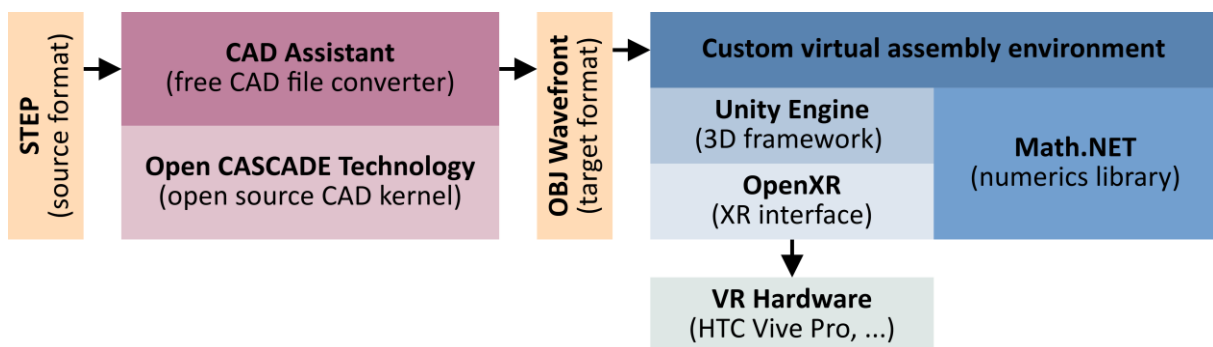 STEP
(source format)
CAD Assistant
(free CAD file converter)
Open CASCADE Technology
(open source CAD kernel)
OBJ Wavefront
(target format)
Custom virtual assembly environment
Unity Engine
(3D framework)
OpenXR
(XR interface)
Math.NET
(numerics library)
VR Hardware
(HTC Vive Pro, ...)